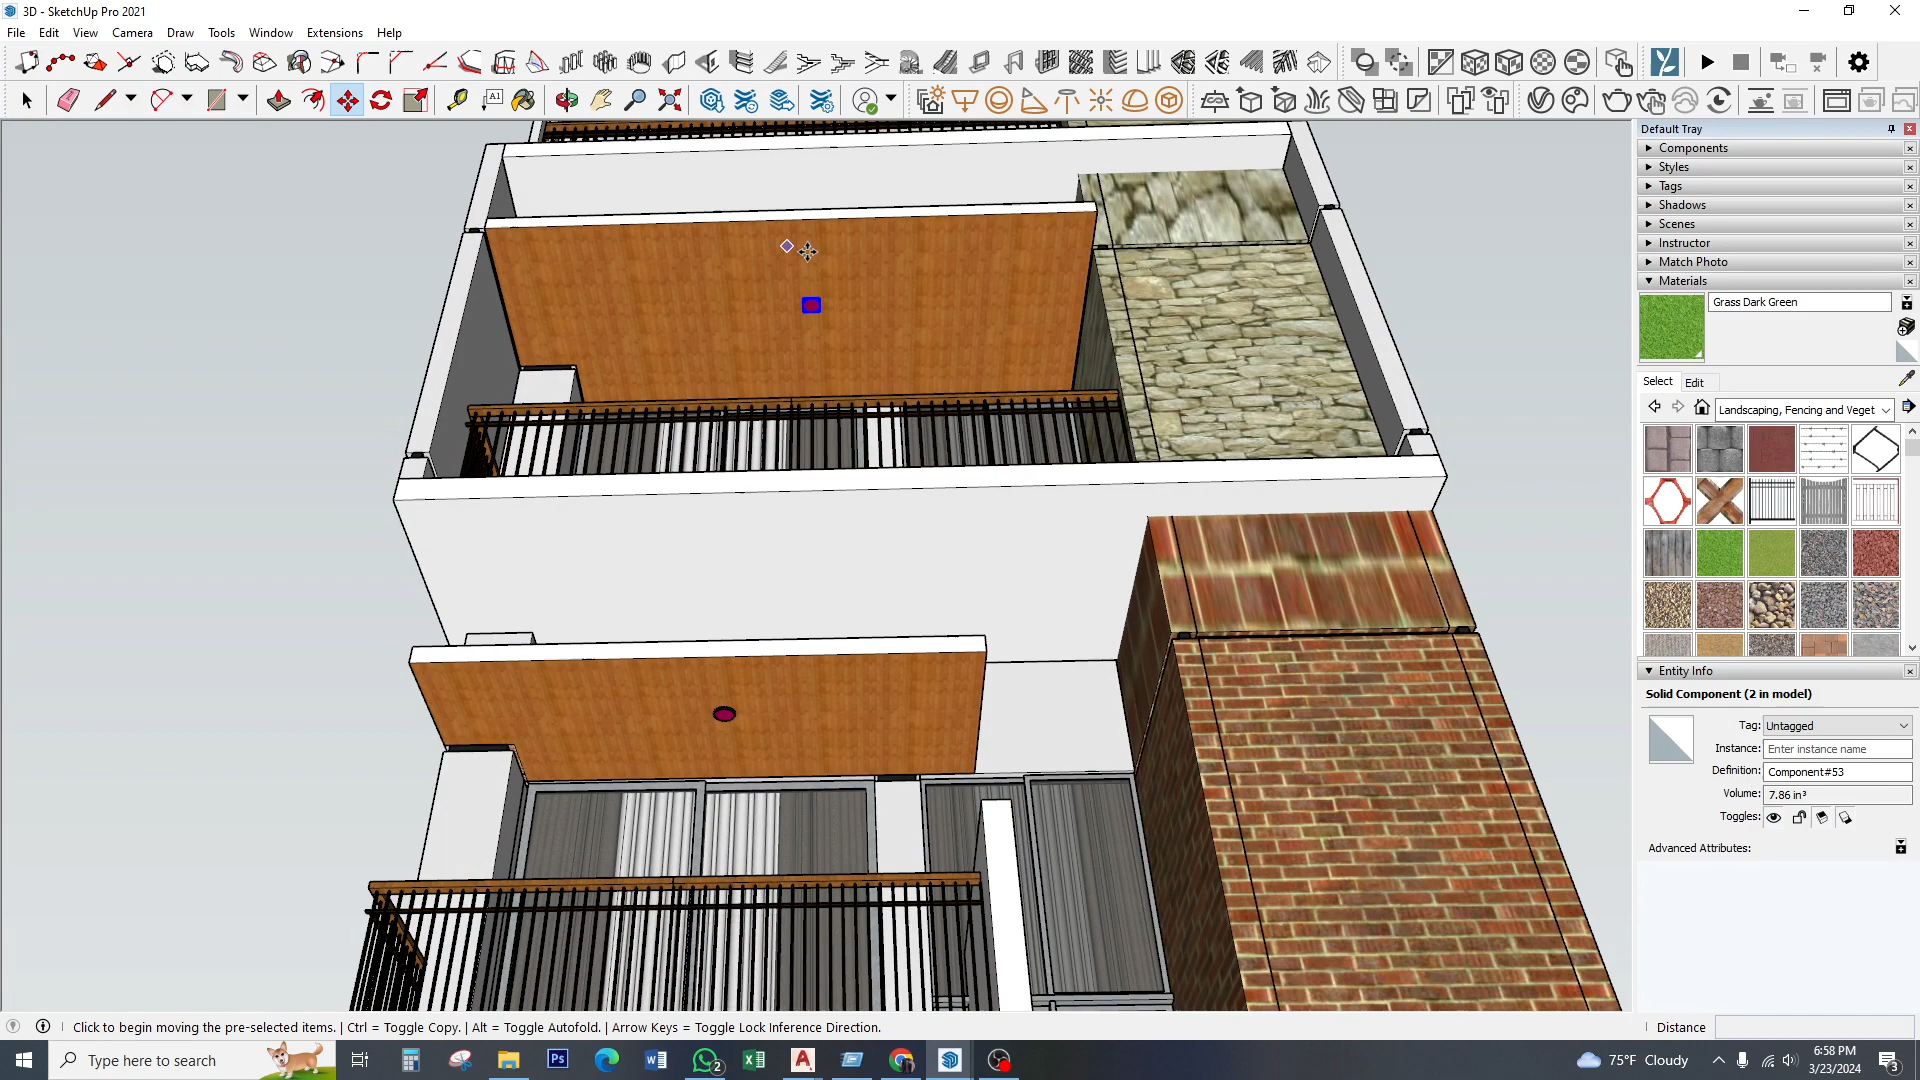 3D - SketchUp Pro 2021
File Edit View Camera Draw Tools Window Extensions Help
A1
Default Tray
Components
Styles
Tags
Shadows
Scenes
Instructor
Match Photo
Materials
Grass Dark Green
Select Edit
Landscaping, Fencing and Veget
Entity Info
Solid Component (2 in model)
Tag: Untagged
Instance: Enter instance name
Definition: Component#53
Volume: 7.86 in³
Toggles:
Advanced Attributes:
Click to begin moving the pre-selected items. | Ctrl = Toggle Copy. | Alt = Toggle Autofold. | Arrow Keys = Toggle Lock Inference Direction.
Distance
Type here to search
Ps
2
A
75°F Cloudy
6:58 PM
3/23/2024
3